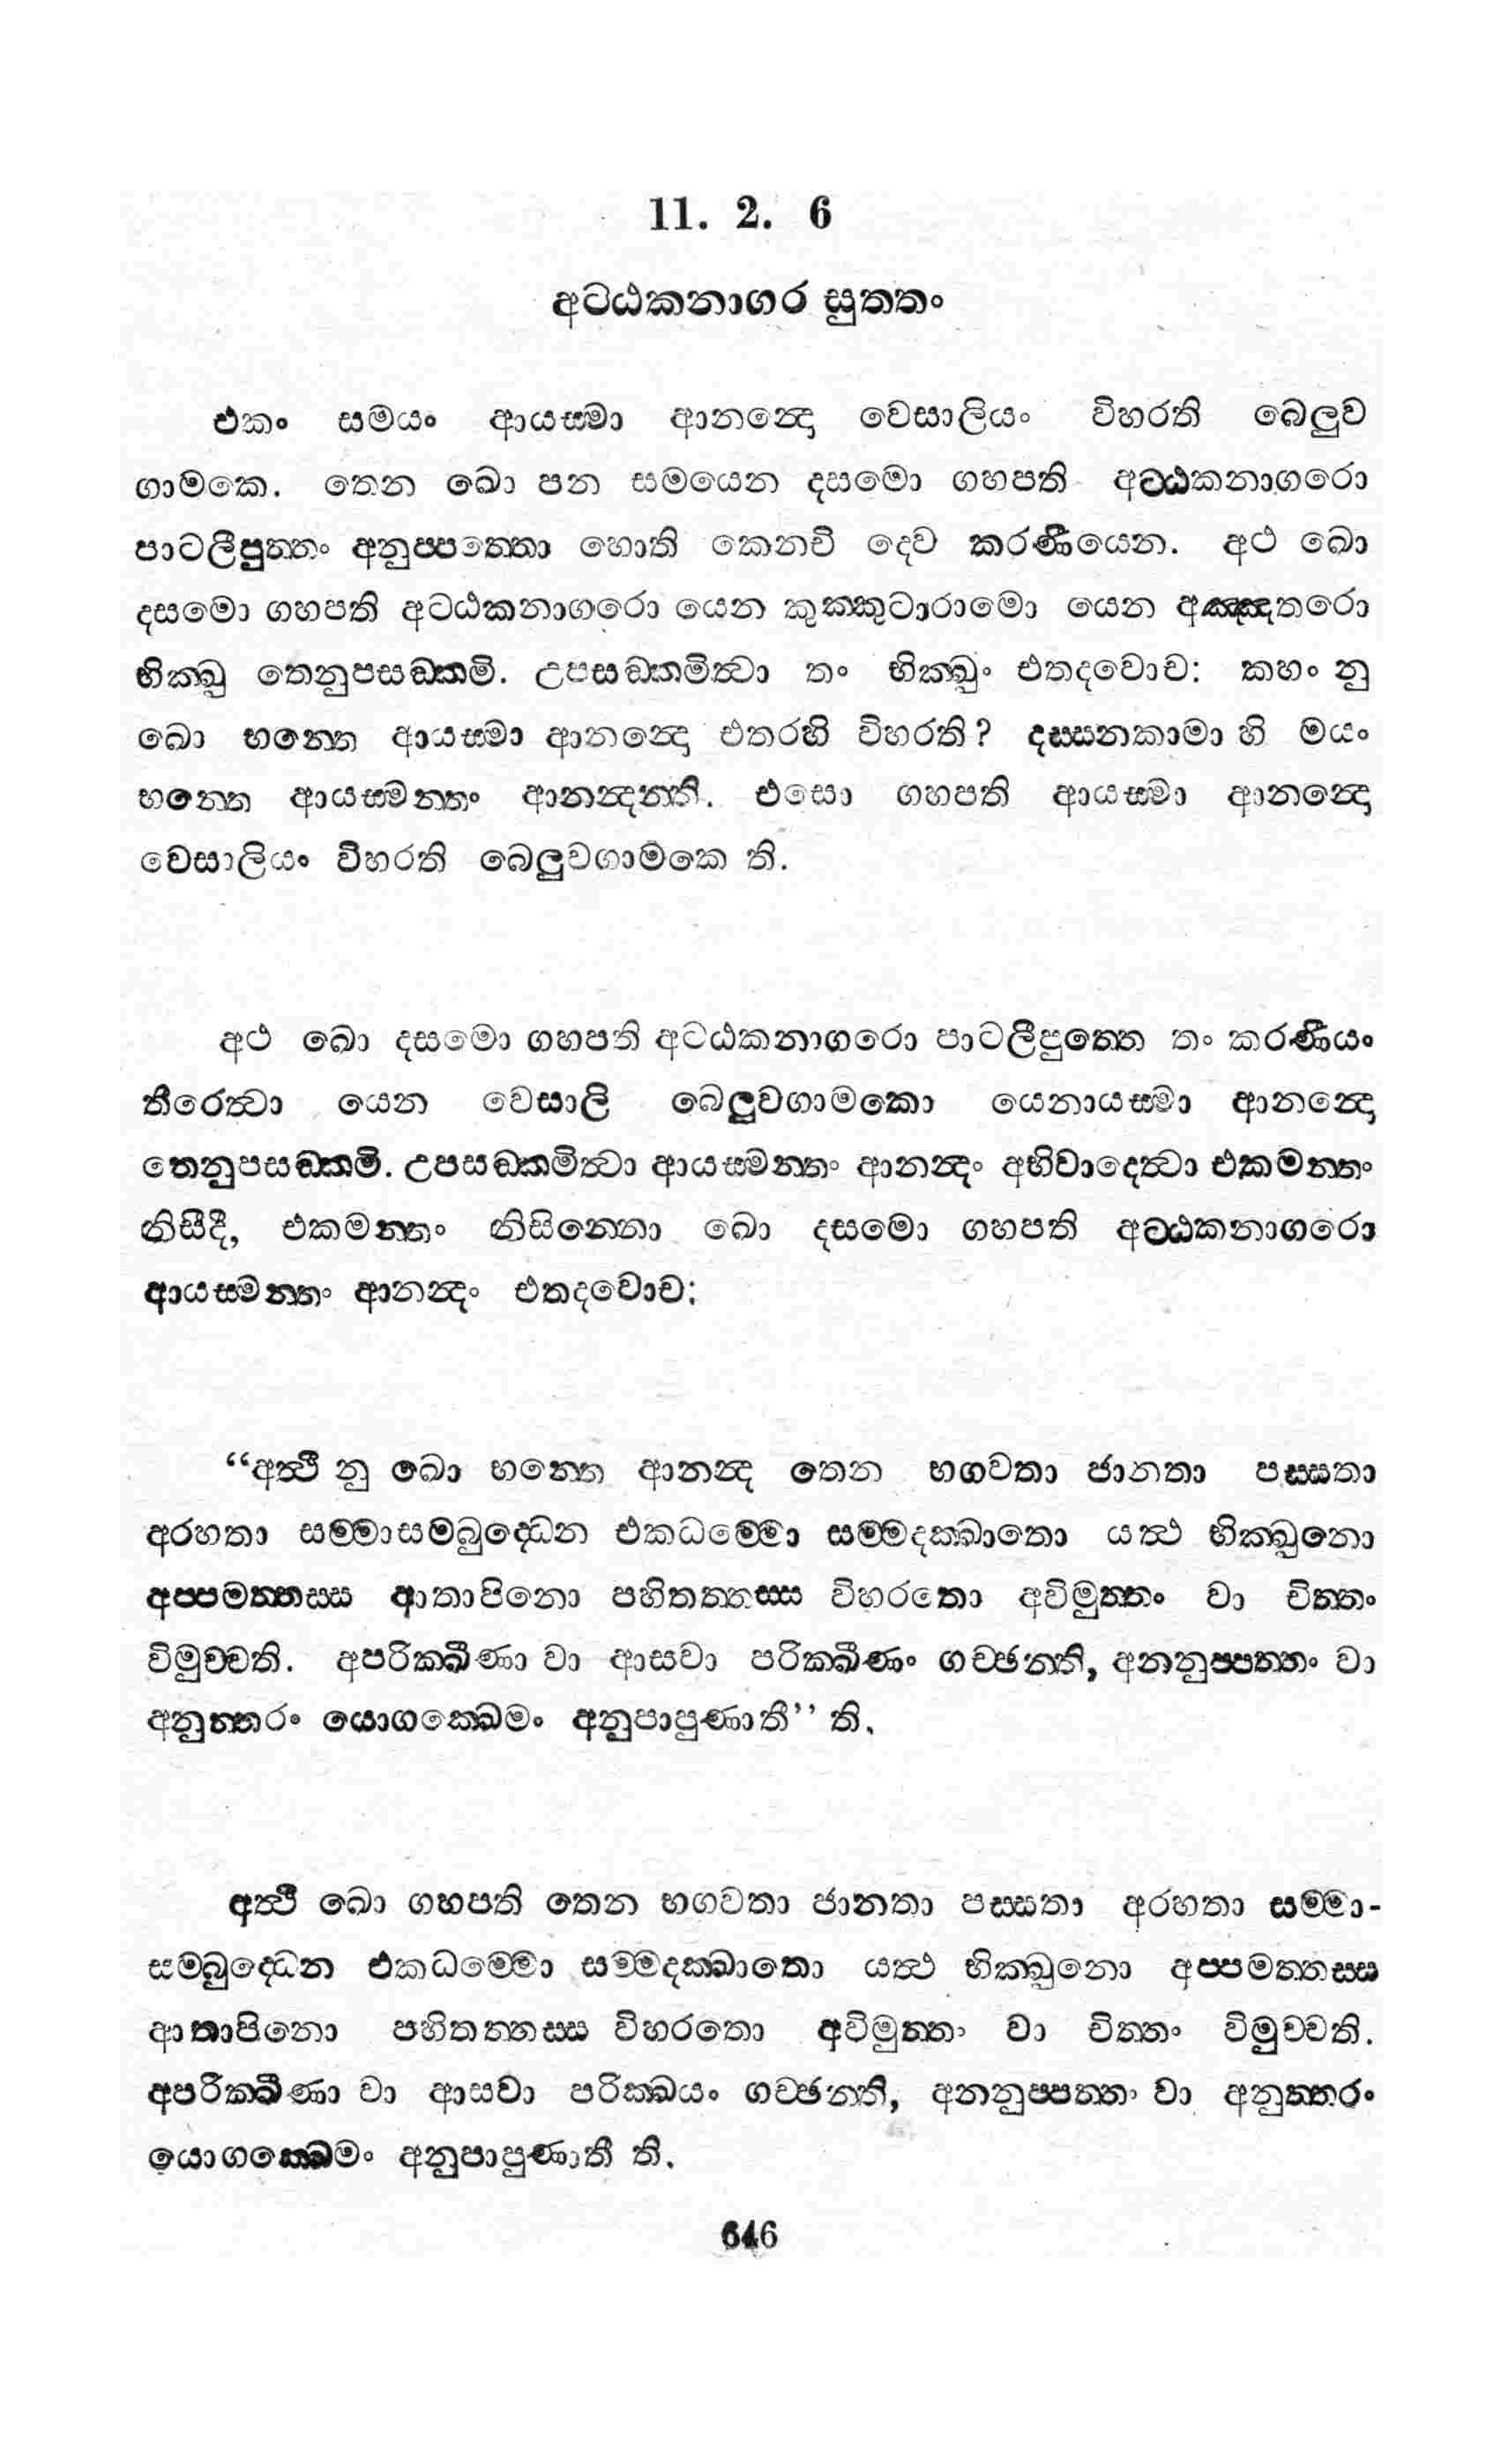 11. 2. 6
අටඨකනාගර සුත‍්තං
එකං සමයං ආයස‍්මා ආනන්‍දො වෙසාලියං විහරති බෙලුව
ගාමකෙ. තෙන ඛො පන සමයෙන දසමො ගහපති අට‍්ඨකනාගරො
පාටලීපුත‍්තං අනුප‍්පත‍්තො හොති කෙනචි දෙව කරණීයෙන. අථ ඛො
දසමො ගහපති අටඨකනාගරො යෙන කුක‍්කුටාරාමො යෙන අඤ‍්ඤතරො
භික‍්ඛු තෙනුපසඞ‍්කමි. උපසඞ‍්කමිත්‍වා තං භික‍්ඛුං එතදවොච: කහං නු
ඛො භන‍්තෙ ආයස‍්මා ආනන්‍දො එතරහි විහරති? දස‍්සනකාමා හි මයං
භන‍්තෙ ආයස‍්මන‍්තං ආනන්‍දන‍්ති. එසො ගහපති ආයස‍්මා ආනන්‍දො
වෙසාලියං විහරති බෙලුවගාමකෙ ති.
අථ ඛො දසමො ගහපති අටඨකනාගරො පාටලීපුත‍්තෙ තං කරණීයං
තීරෙත්‍වා යෙන වෙසාලි බෙලුවගාමකො යෙනායස‍්මා ආනන්‍දො
තෙනුපසඞ‍්කමි. උපසඞ‍්කමිත්‍වා ආයස‍්මන‍්තං ආනන්‍දං අභිවාදෙත්‍වා එකමන‍්තං
නිසීදී, එකමන‍්තං නිසින‍්නො ඛො දසමො ගහපති අට‍්ඨකනාගරො
ආයස‍්මන‍්තං ආනන්‍දං එතදවොච:
“අත්‍ථී නු ඛො භන‍්තෙ ආනන්‍ද තෙන භගවතා ජානතා පස‍්සතා
අරහතා සම‍්මාසම‍්බුද‍්ධෙන එකධම‍්මො සම‍්මදක‍්ඛාතො යත්‍ථ භික‍්ඛුනො
අප‍්පමත‍්තස‍්ස ආතාපිනො පහිතත‍්තස‍්ස විහරතො අවිමුත‍්තං වා චිත‍්තං
විමුච‍්චති. අපරික‍්ඛීණා වා ආසවා පරික‍්ඛීණං ගච‍්ඡන‍්ති, අනනුප‍්පත‍්තං වා
අනුත‍්තරං යොගක‍්ඛෙමං අනුපාපුණාතී” ති.
අත්‍ථී ඛො ගහපති තෙන භගවතා ජානතා පස‍්සතා අරහතා සම‍්මා-
සම‍්බුද‍්ධෙන එකධම‍්මො සම‍්මදක‍්ඛාතො යත්‍ථ භික‍්ඛුනො අප‍්පමත‍්තස‍්ස
ආතාපිනො පහිතත‍්තස‍්ස විහරතො අවිමුත‍්තං වා චිත‍්තං විමුච‍්චති.
අපරික‍්ඛීණා වා ආසවා පරික‍්ඛයං ගච‍්ඡන‍්ති, අනනුප‍්පත‍්තං වා අනුත‍්තරං
යොගක‍්ඛෙමං අනුපාපුණාතී ති.
646